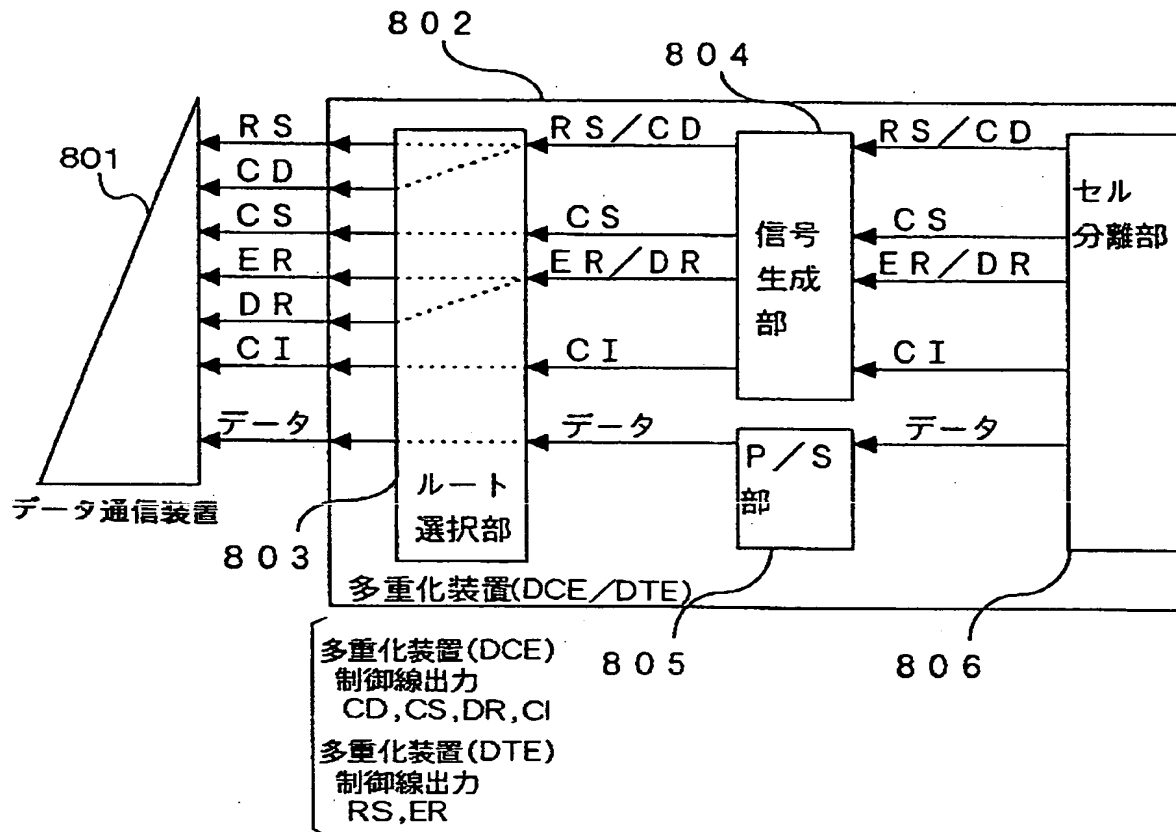 802
804
801
RS
RS／CD
RS／CD
CD
セル
分離部
CS
CS
CS
信号
生成
部
ER
ER／DR
ER／DR
DR
CI
CI
CI
データ
データ
データ
P／S
部
ルート
選択部
データ通信装置
803
多重化装置(DCE／DTE)
805
806
多重化装置(DCE)
制御線出力
CD,CS,DR,CI
多重化装置(DTE)
制御線出力
RS,ER